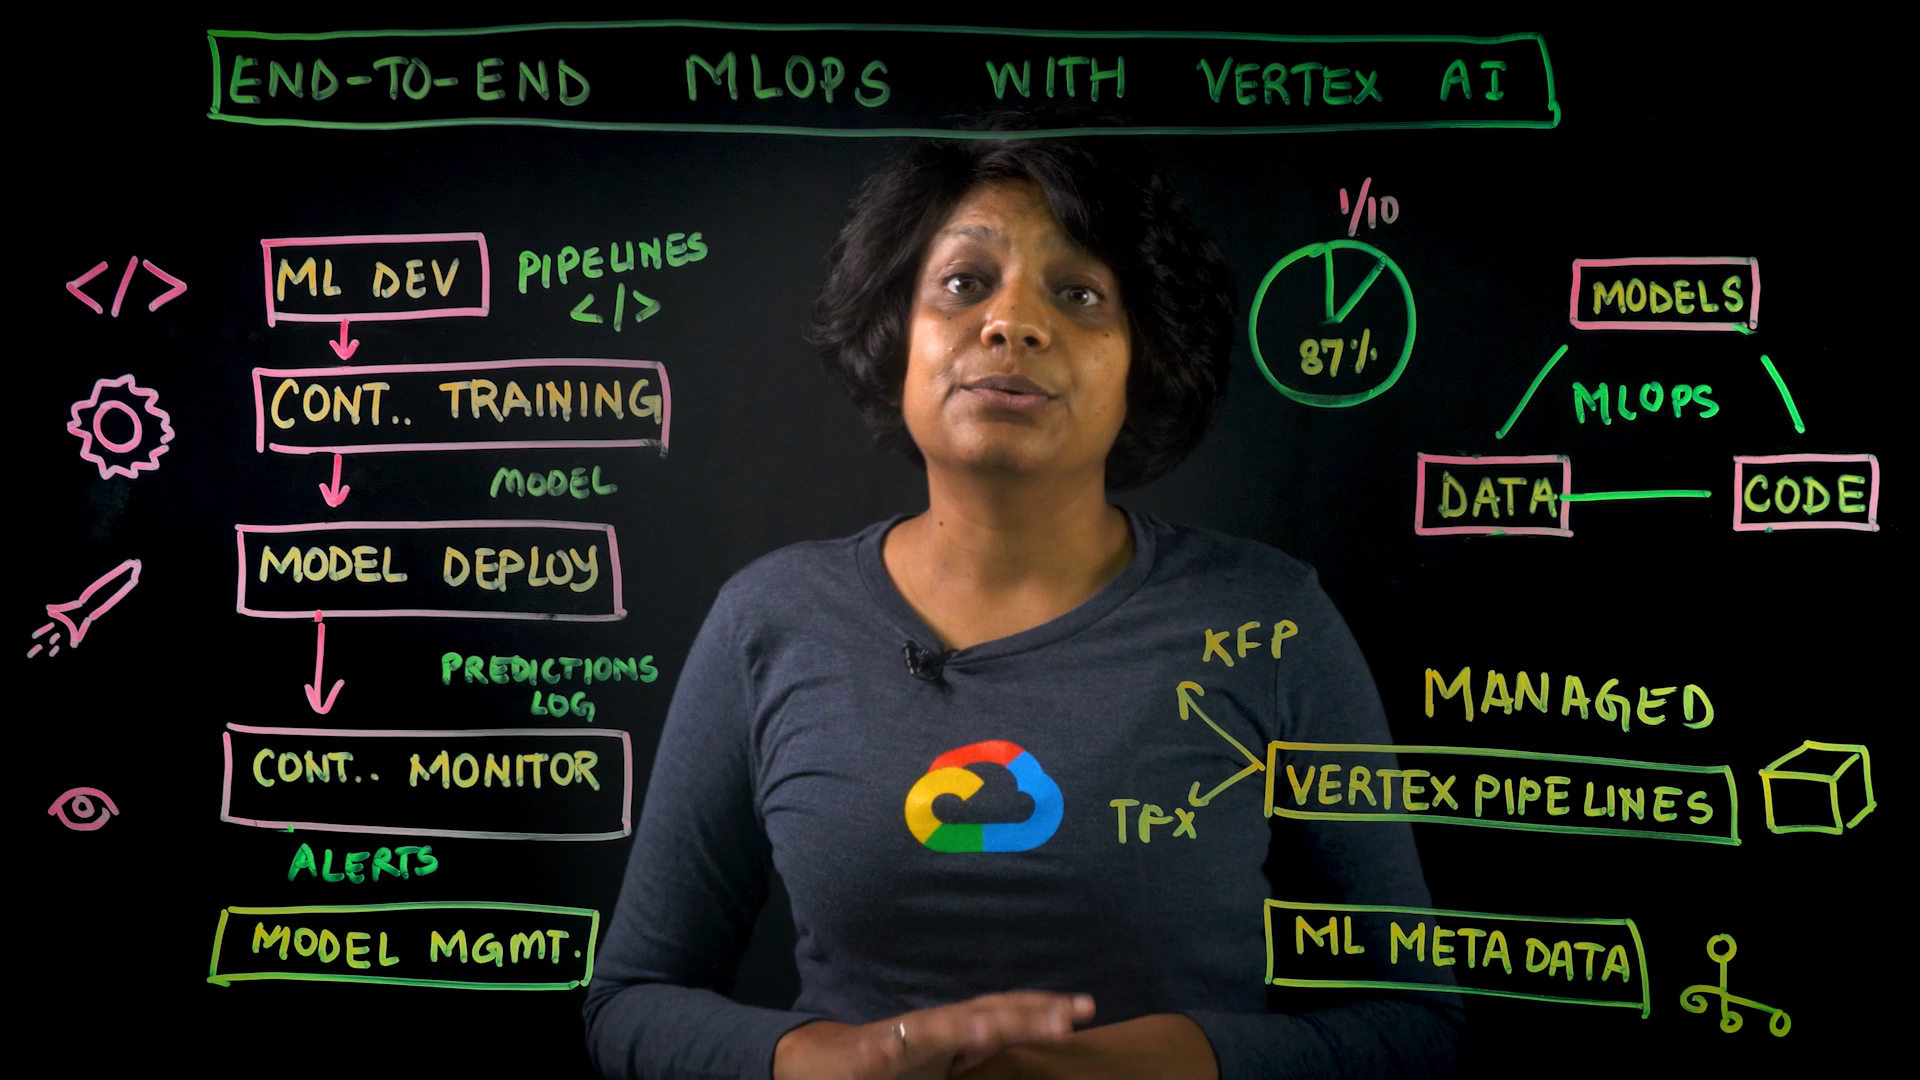 END-TO-END MLOPS WITH VERTEX AI
ML DEV
PIPELINES
</>
</>
CONT.. TRAINING
MODEL
MODEL DEPLOY
PREDICTIONS
LOG
CONT.. MONITOR
ALERTS
MODEL MGMT.
1/10
87%
MODELS
MLOPS
DATA
CODE
KFP
TFX
MANAGED
VERTEX PIPELINES
ML META DATA